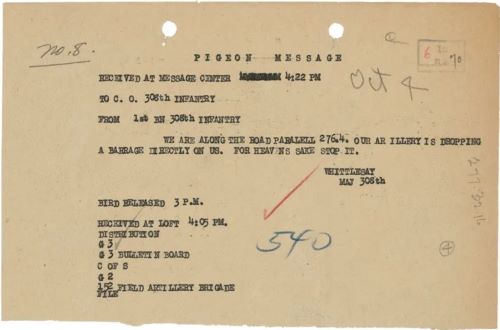 no. 8.
6
70
PIGEON MESSAGE
RECEIVED AT MESSAGE CENTER 4:22 PM
Oct 4
TO C. O. 308th INFANTRY
FROM 1st BN 308th INFANTRY
WE ARE ALONG THE ROAD PARALELL 276.4. OUR AR ILLERY IS DROPPING
A BARRAGE DIRECTLY ON US. FOR HEAVENS SAKE STOP IT.
WHITTLESAY
MAJ 308th
BIRD RELEASED 3 P.M.
RECEIVED AT LOFT 4:05 PM.
DISTRIBUTION
G 3
G 3 BULLETIN BOARD
C OF S
G 2
152 FIELD ARTILLERY BRIGADE
FILE
540
4